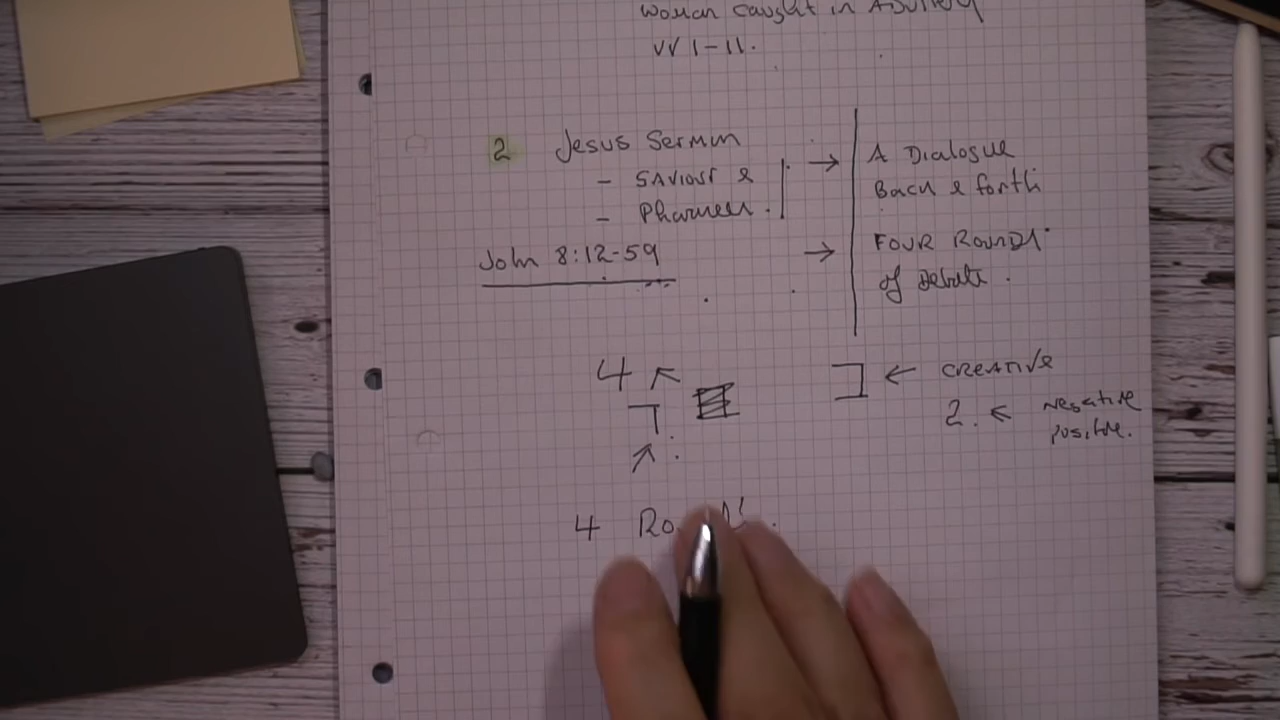 Woman Caught in Adultery
VV 1-11.
2 Jesus Sermon
- Saviour &
- Pharisees.
John 8:12-59
→ A Dialogue
Back & forth
→ FOUR ROUNDS
of Debate.
4
← CREATIVE
2. ← Negative
Positive.
4